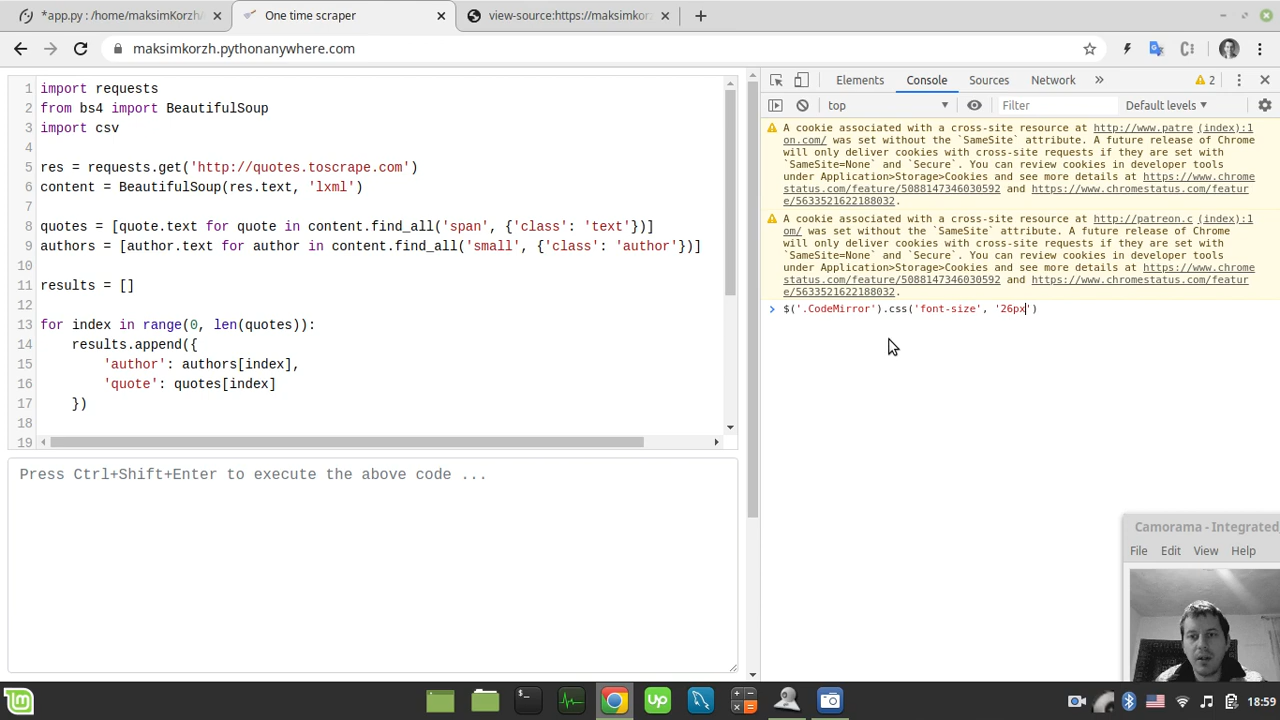 *app.py : /home/maksimKorzh/
One time scraper
view-source:https://maksimkor
maksimkorzh.pythonanywhere.com
1 import requests
2 from bs4 import BeautifulSoup
3 import csv
4
5 res = requests.get('http://quotes.toscrape.com')
6 content = BeautifulSoup(res.text, 'lxml')
7
8 quotes = [quote.text for quote in content.find_all('span', {'class': 'text'})]
9 authors = [author.text for author in content.find_all('small', {'class': 'author'})]
10
11 results = []
12
13 for index in range(0, len(quotes)):
14 results.append({
15 'author': authors[index],
16 'quote': quotes[index]
17 })
18
19
Press Ctrl+Shift+Enter to execute the above code ...
Elements Console Sources Network » 2
top Filter Default levels
A cookie associated with a cross-site resource at http://www.patre (index):1
on.com/ was set without the `SameSite` attribute. A future release of Chrome
will only deliver cookies with cross-site requests if they are set with
`SameSite=None` and `Secure`. You can review cookies in developer tools
under Application>Storage>Cookies and see more details at https://www.chrome
status.com/feature/5088147346030592 and https://www.chromestatus.com/featur
e/5633521622188032.
A cookie associated with a cross-site resource at http://patreon.c (index):1
om/ was set without the `SameSite` attribute. A future release of Chrome
will only deliver cookies with cross-site requests if they are set with
`SameSite=None` and `Secure`. You can review cookies in developer tools
under Application>Storage>Cookies and see more details at https://www.chrome
status.com/feature/5088147346030592 and https://www.chromestatus.com/featur
e/5633521622188032.
> $('.CodeMirror').css('font-size', '26px')
Camorama - Integrated
File Edit View Help
18:59